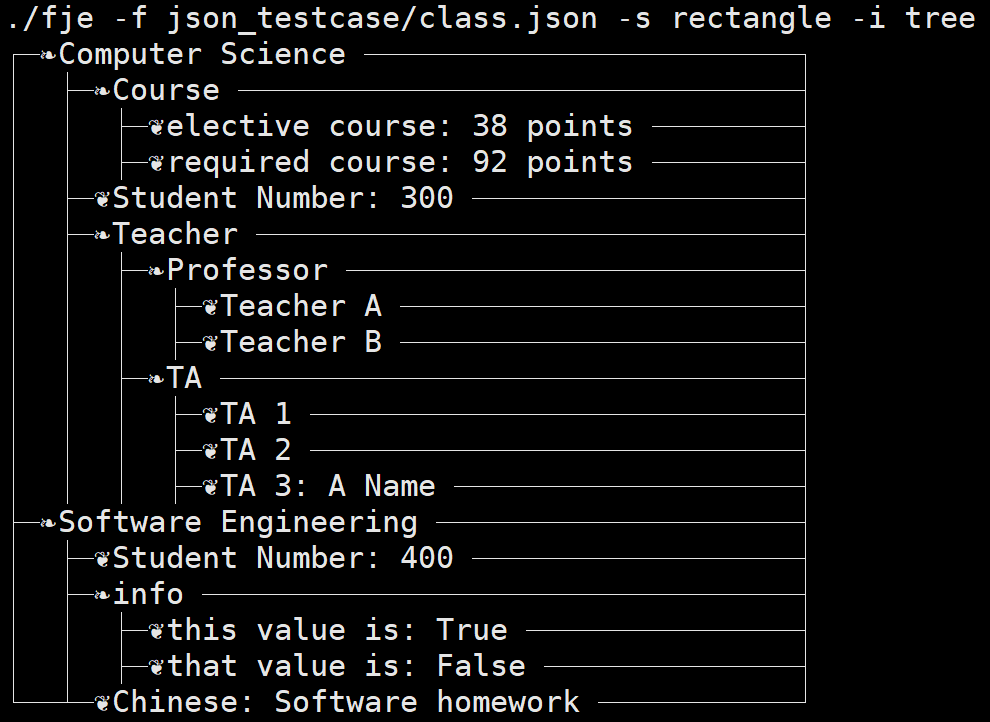 ./fje -f json_testcase/class.json -s rectangle -i tree
❧Computer Science
❧Course
❦elective course: 38 points
❦required course: 92 points
❦Student Number: 300
❧Teacher
❧Professor
❦Teacher A
❦Teacher B
❧TA
❦TA 1
❦TA 2
❦TA 3: A Name
❧Software Engineering
❦Student Number: 400
❧info
❦this value is: True
❦that value is: False
❦Chinese: Software homework